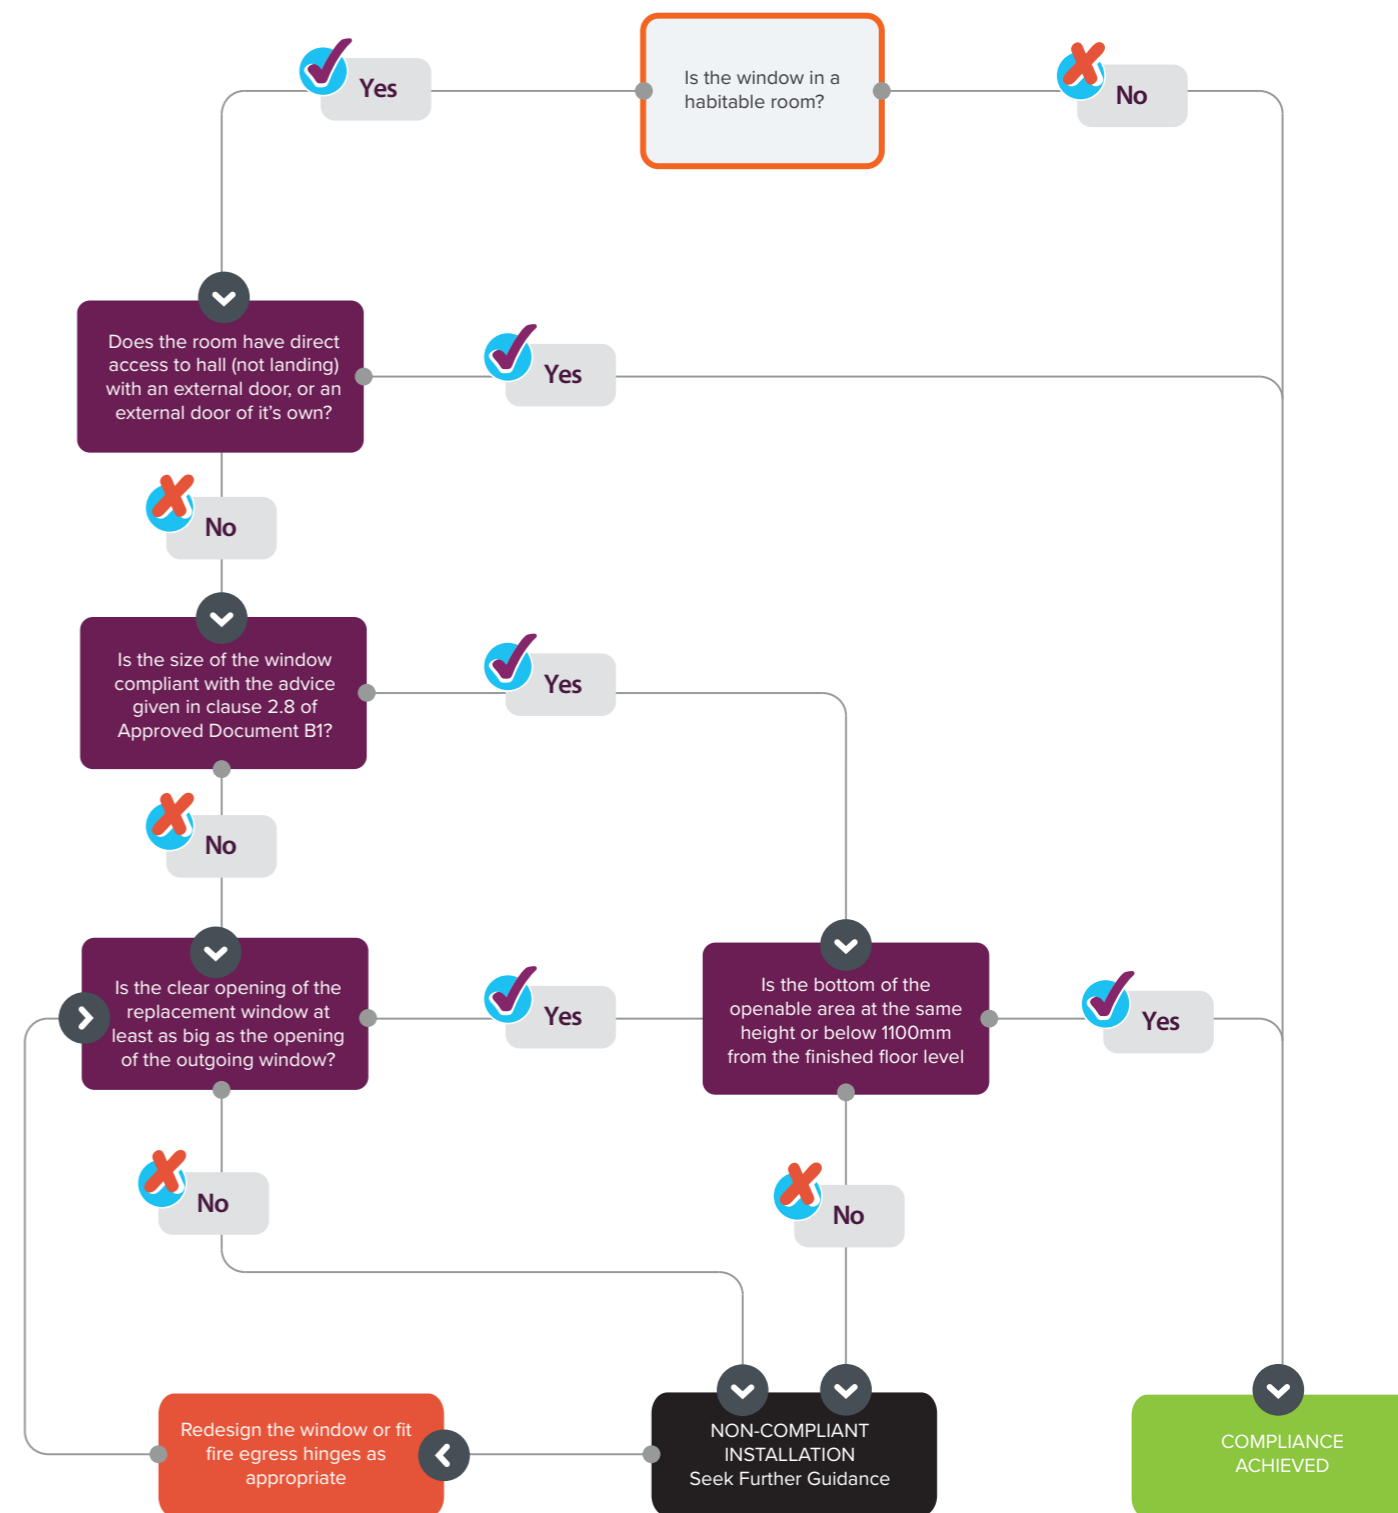 Is the window in a
habitable room?
Yes
No
Does the room have direct
access to hall (not landing)
with an external door, or an
external door of it's own?
Yes
No
Is the size of the window
compliant with the advice
given in clause 2.8 of
Approved Document B1?
Yes
No
Is the clear opening of the
replacement window at
least as big as the opening
of the outgoing window?
Yes
Is the bottom of the
openable area at the same
height or below 1100mm
from the finished floor level
Yes
No
No
Redesign the window or fit
fire egress hinges as
appropriate
NON-COMPLIANT
INSTALLATION
Seek Further Guidance
COMPLIANCE
ACHIEVED